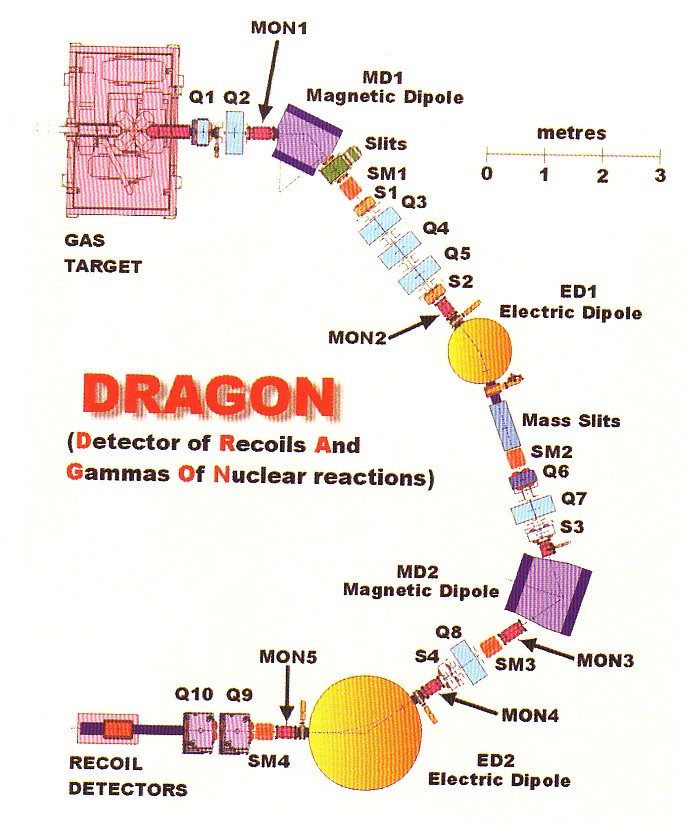 MON1
MD1
Magnetic Dipole
Q1 Q2
Slits
metres
0 1 2 3
SM1
S1
Q3
Q4
Q5
S2
GAS
TARGET
ED1
Electric Dipole
MON2
DRAGON
(Detector of Recoils And
Gammas Of Nuclear reactions)
Mass Slits
SM2
Q6
Q7
S3
MD2
Magnetic Dipole
Q8
S4
SM3
MON3
MON5
MON4
Q10 Q9
SM4
RECOIL
DETECTORS
ED2
Electric Dipole